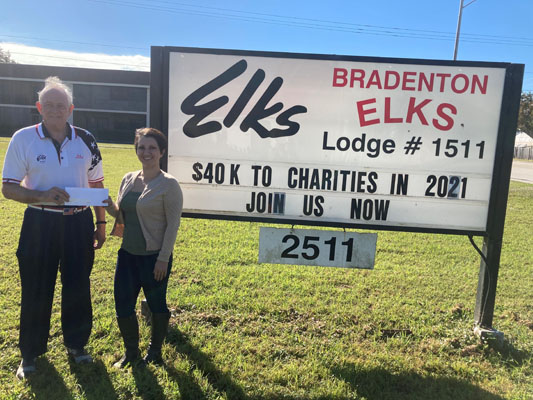 Elks
BRADENTON
ELKS
Lodge # 1511
$40 K TO CHARITIES IN 2021
JOIN US NOW
2511